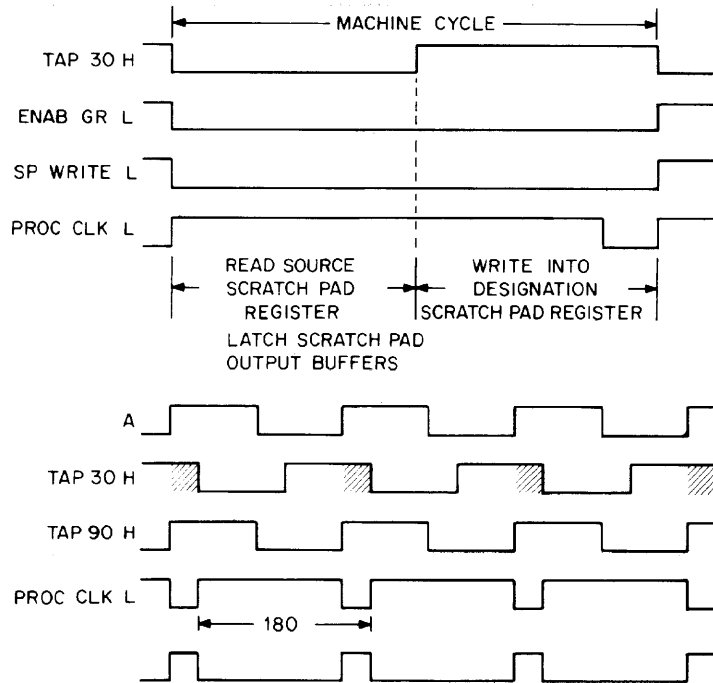 MACHINE CYCLE
TAP 30 H
ENAB GR L
SP WRITE L
PROC CLK L
READ SOURCE
SCRATCH PAD
REGISTER
LATCH SCRATCH PAD
OUTPUT BUFFERS
WRITE INTO
DESIGNATION
SCRATCH PAD REGISTER
A
TAP 30 H
TAP 90 H
PROC CLK L
180